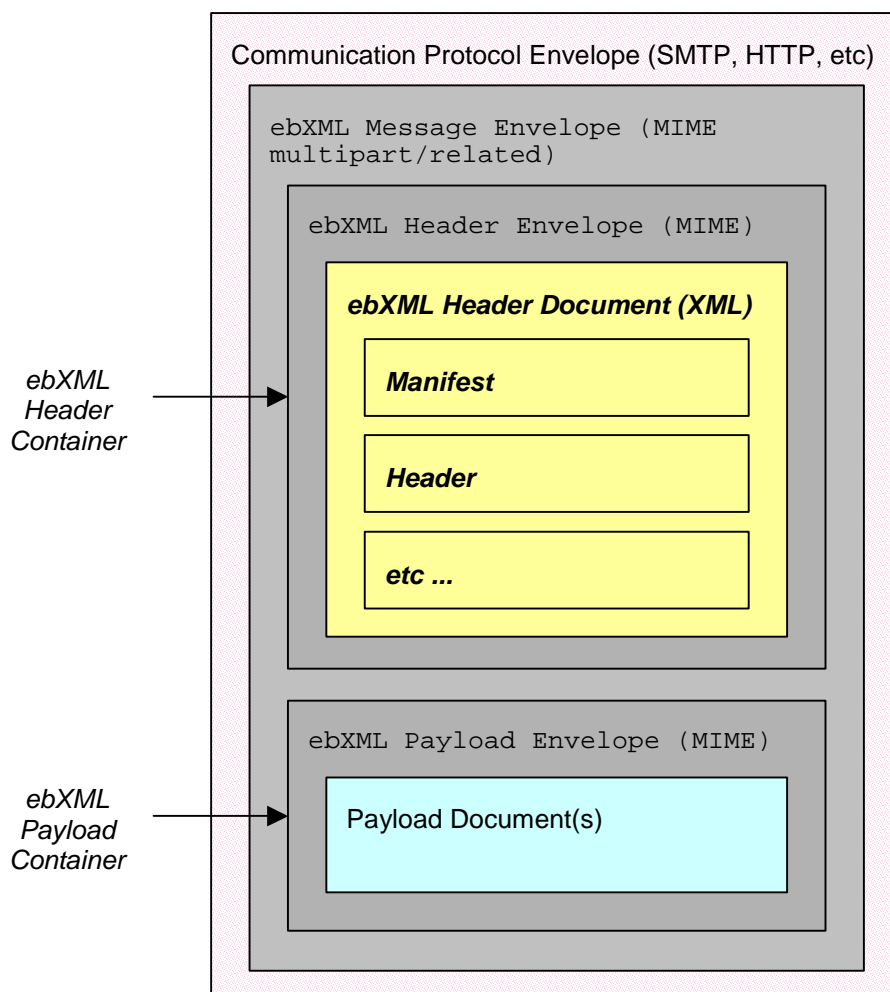 Communication Protocol Envelope (SMTP, HTTP, etc)
ebXML Message Envelope (MIME
multipart/related)
ebXML Header Envelope (MIME)
ebXML Header Document (XML)
Manifest
Header
etc ...
ebXML
Header
Container
ebXML Payload Envelope (MIME)
Payload Document(s)
ebXML
Payload
Container